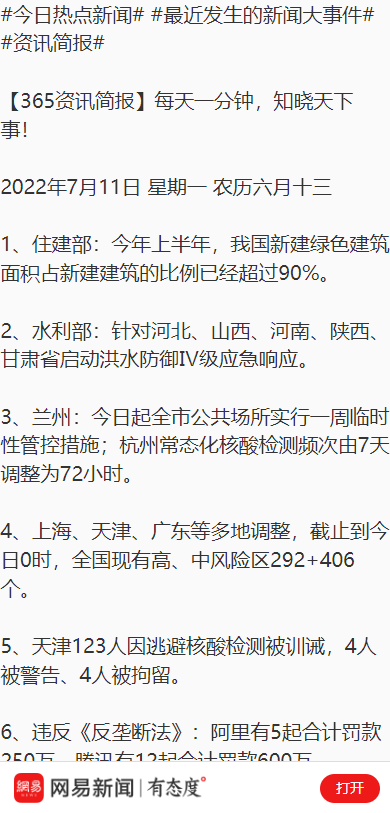 #今日热点新闻# #最近发生的新闻大事件#
#资讯简报#
【365资讯简报】每天一分钟，知晓天下
事！
2022年7月11日 星期一 农历六月十三
1、住建部：今年上半年，我国新建绿色建筑
面积占新建建筑的比例已经超过90%。
2、水利部：针对河北、山西、河南、陕西、
甘肃省启动洪水防御IV级应急响应。
3、兰州：今日起全市公共场所实行一周临时
性管控措施；杭州常态化核酸检测频次由7天
调整为72小时。
4、上海、天津、广东等多地调整，截止到今
日0时，全国现有高、中风险区292+406
个。
5、天津123人因逃避核酸检测被训诫，4人
被警告、4人被拘留。
6、违反《反垄断法》：阿里有5起合计罚款
250万，腾讯有12起合计罚款600万
網易 网易新闻 | 有态度°
打开